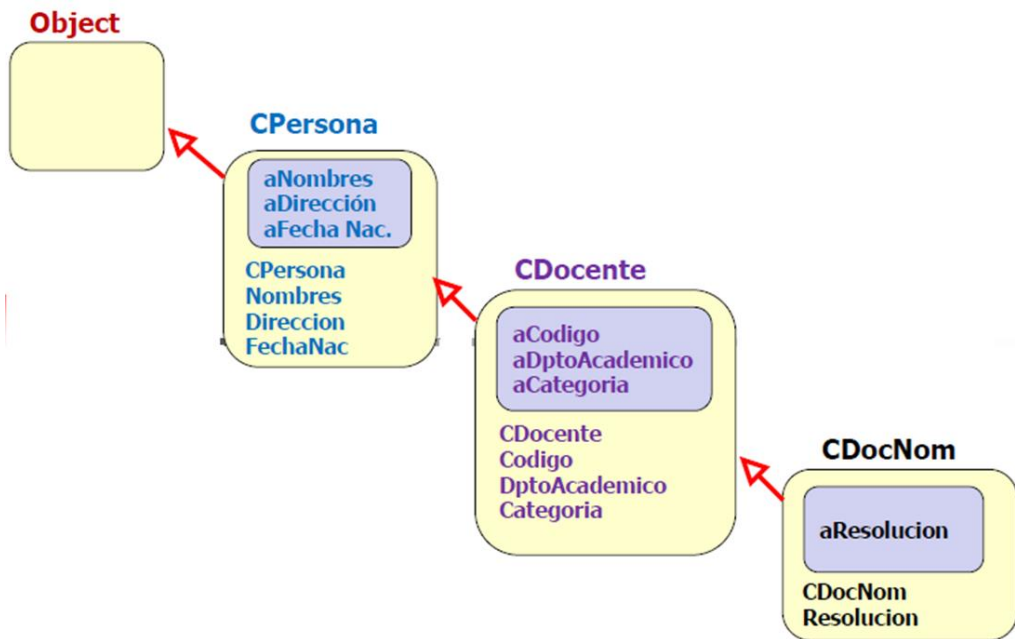 Object
CPersona
aNombres
aDirección
aFecha Nac.
CPersona
Nombres
Direccion
FechaNac
CDocente
aCodigo
aDptoAcademico
aCategoria
CDocente
Codigo
DptoAcademico
Categoria
CDocNom
aResolucion
CDocNom
Resolucion